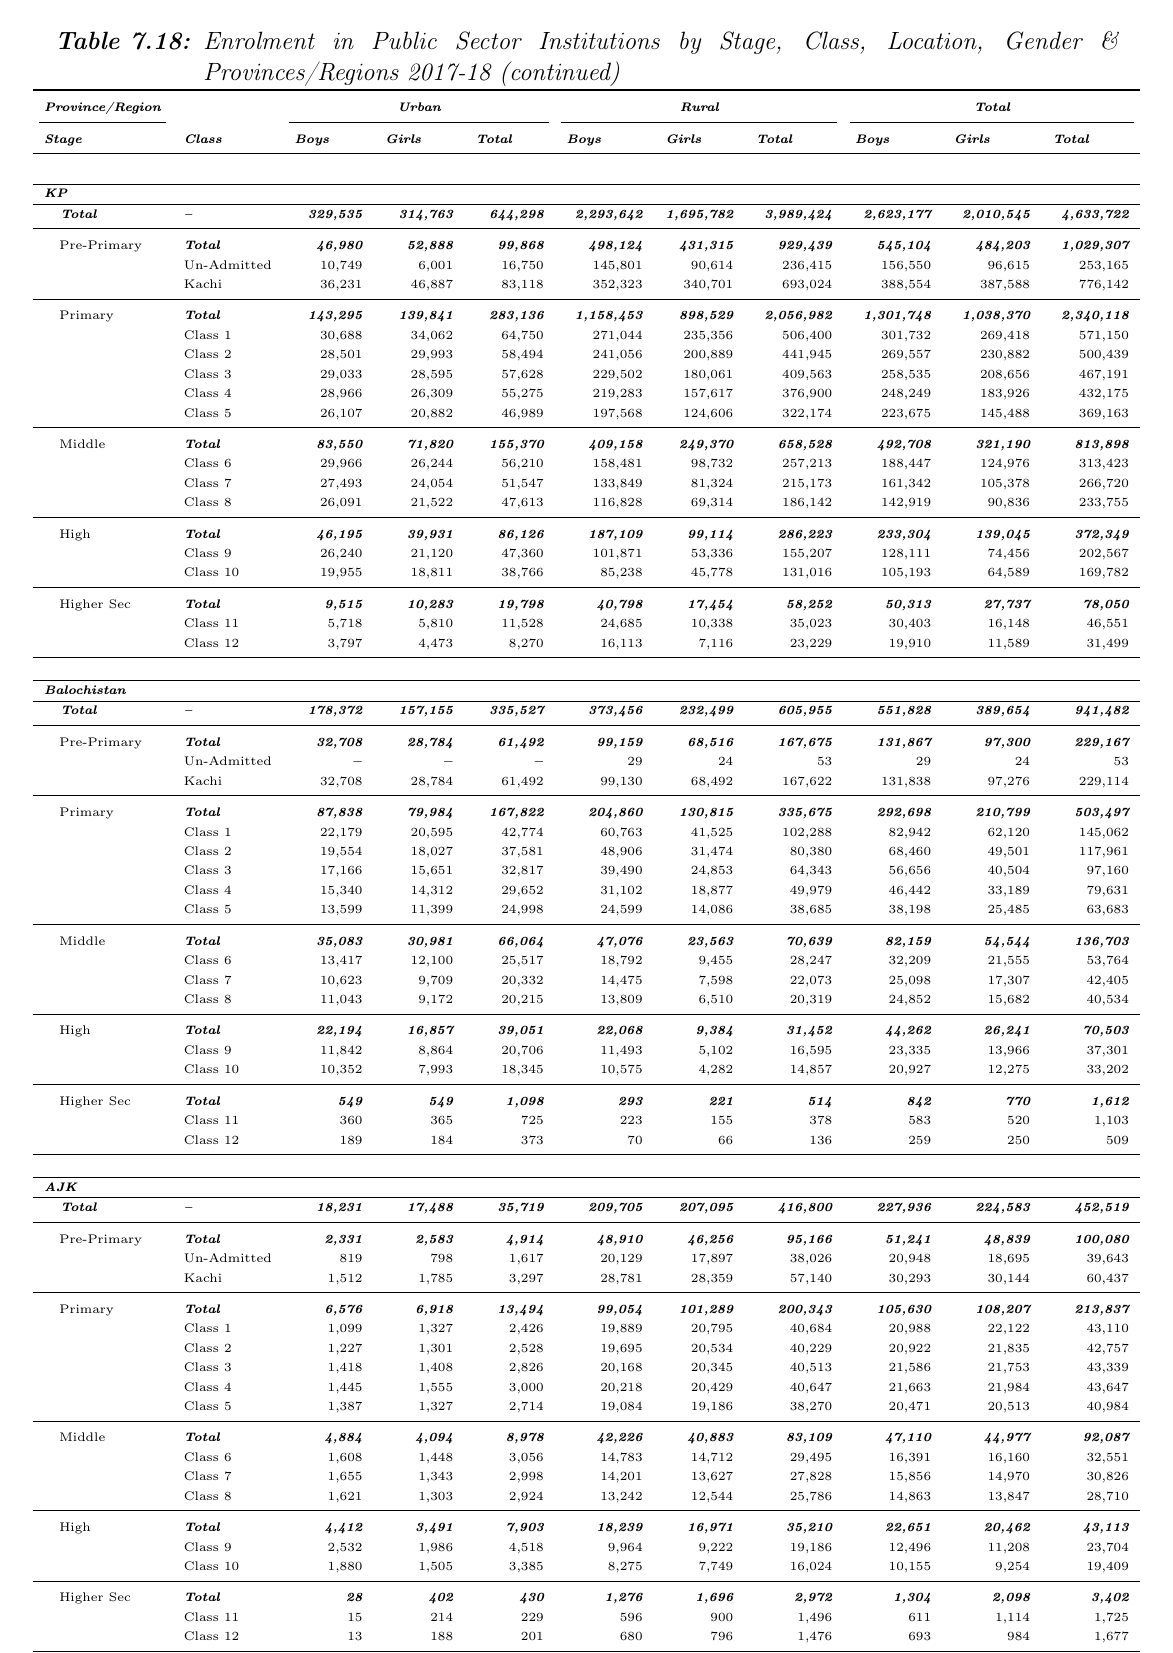 Table 7.18: Enrolment in Public Sector Institutions by Stage, Class, Location, Gender &
Provinces/Regions 2017-18 (continued)
Province/Region Urban Rural Total
Stage Class Boys Girls Total Boys Girls Total Boys Girls Total
KP
Total – 329,535 314,763 644,298 2,293,642 1,695,782 3,989,424 2,623,177 2,010,545 4,633,722
Pre-Primary Total 46,980 52,888 99,868 498,124 431,315 929,439 545,104 484,203 1,029,307
Un-Admitted 10,749 6,001 16,750 145,801 90,614 236,415 156,550 96,615 253,165
Kachi 36,231 46,887 83,118 352,323 340,701 693,024 388,554 387,588 776,142
Primary Total 143,295 139,841 283,136 1,158,453 898,529 2,056,982 1,301,748 1,038,370 2,340,118
Class 1 30,688 34,062 64,750 271,044 235,356 506,400 301,732 269,418 571,150
Class 2 28,501 29,993 58,494 241,056 200,889 441,945 269,557 230,882 500,439
Class 3 29,033 28,595 57,628 229,502 180,061 409,563 258,535 208,656 467,191
Class 4 28,966 26,309 55,275 219,283 157,617 376,900 248,249 183,926 432,175
Class 5 26,107 20,882 46,989 197,568 124,606 322,174 223,675 145,488 369,163
Middle Total 83,550 71,820 155,370 409,158 249,370 658,528 492,708 321,190 813,898
Class 6 29,966 26,244 56,210 158,481 98,732 257,213 188,447 124,976 313,423
Class 7 27,493 24,054 51,547 133,849 81,324 215,173 161,342 105,378 266,720
Class 8 26,091 21,522 47,613 116,828 69,314 186,142 142,919 90,836 233,755
High Total 46,195 39,931 86,126 187,109 99,114 286,223 233,304 139,045 372,349
Class 9 26,240 21,120 47,360 101,871 53,336 155,207 128,111 74,456 202,567
Class 10 19,955 18,811 38,766 85,238 45,778 131,016 105,193 64,589 169,782
Higher Sec Total 9,515 10,283 19,798 40,798 17,454 58,252 50,313 27,737 78,050
Class 11 5,718 5,810 11,528 24,685 10,338 35,023 30,403 16,148 46,551
Class 12 3,797 4,473 8,270 16,113 7,116 23,229 19,910 11,589 31,499
Balochistan
Total – 178,372 157,155 335,527 373,456 232,499 605,955 551,828 389,654 941,482
Pre-Primary Total 32,708 28,784 61,492 99,159 68,516 167,675 131,867 97,300 229,167
Un-Admitted – – – 29 24 53 29 24 53
Kachi 32,708 28,784 61,492 99,130 68,492 167,622 131,838 97,276 229,114
Primary Total 87,838 79,984 167,822 204,860 130,815 335,675 292,698 210,799 503,497
Class 1 22,179 20,595 42,774 60,763 41,525 102,288 82,942 62,120 145,062
Class 2 19,554 18,027 37,581 48,906 31,474 80,380 68,460 49,501 117,961
Class 3 17,166 15,651 32,817 39,490 24,853 64,343 56,656 40,504 97,160
Class 4 15,340 14,312 29,652 31,102 18,877 49,979 46,442 33,189 79,631
Class 5 13,599 11,399 24,998 24,599 14,086 38,685 38,198 25,485 63,683
Middle Total 35,083 30,981 66,064 47,076 23,563 70,639 82,159 54,544 136,703
Class 6 13,417 12,100 25,517 18,792 9,455 28,247 32,209 21,555 53,764
Class 7 10,623 9,709 20,332 14,475 7,598 22,073 25,098 17,307 42,405
Class 8 11,043 9,172 20,215 13,809 6,510 20,319 24,852 15,682 40,534
High Total 22,194 16,857 39,051 22,068 9,384 31,452 44,262 26,241 70,503
Class 9 11,842 8,864 20,706 11,493 5,102 16,595 23,335 13,966 37,301
Class 10 10,352 7,993 18,345 10,575 4,282 14,857 20,927 12,275 33,202
Higher Sec Total 549 549 1,098 293 221 514 842 770 1,612
Class 11 360 365 725 223 155 378 583 520 1,103
Class 12 189 184 373 70 66 136 259 250 509
AJK
Total – 18,231 17,488 35,719 209,705 207,095 416,800 227,936 224,583 452,519
Pre-Primary Total 2,331 2,583 4,914 48,910 46,256 95,166 51,241 48,839 100,080
Un-Admitted 819 798 1,617 20,129 17,897 38,026 20,948 18,695 39,643
Kachi 1,512 1,785 3,297 28,781 28,359 57,140 30,293 30,144 60,437
Primary Total 6,576 6,918 13,494 99,054 101,289 200,343 105,630 108,207 213,837
Class 1 1,099 1,327 2,426 19,889 20,795 40,684 20,988 22,122 43,110
Class 2 1,227 1,301 2,528 19,695 20,534 40,229 20,922 21,835 42,757
Class 3 1,418 1,408 2,826 20,168 20,345 40,513 21,586 21,753 43,339
Class 4 1,445 1,555 3,000 20,218 20,429 40,647 21,663 21,984 43,647
Class 5 1,387 1,327 2,714 19,084 19,186 38,270 20,471 20,513 40,984
Middle Total 4,884 4,094 8,978 42,226 40,883 83,109 47,110 44,977 92,087
Class 6 1,608 1,448 3,056 14,783 14,712 29,495 16,391 16,160 32,551
Class 7 1,655 1,343 2,998 14,201 13,627 27,828 15,856 14,970 30,826
Class 8 1,621 1,303 2,924 13,242 12,544 25,786 14,863 13,847 28,710
High Total 4,412 3,491 7,903 18,239 16,971 35,210 22,651 20,462 43,113
Class 9 2,532 1,986 4,518 9,964 9,222 19,186 12,496 11,208 23,704
Class 10 1,880 1,505 3,385 8,275 7,749 16,024 10,155 9,254 19,409
Higher Sec Total 28 402 430 1,276 1,696 2,972 1,304 2,098 3,402
Class 11 15 214 229 596 900 1,496 611 1,114 1,725
Class 12 13 188 201 680 796 1,476 693 984 1,677